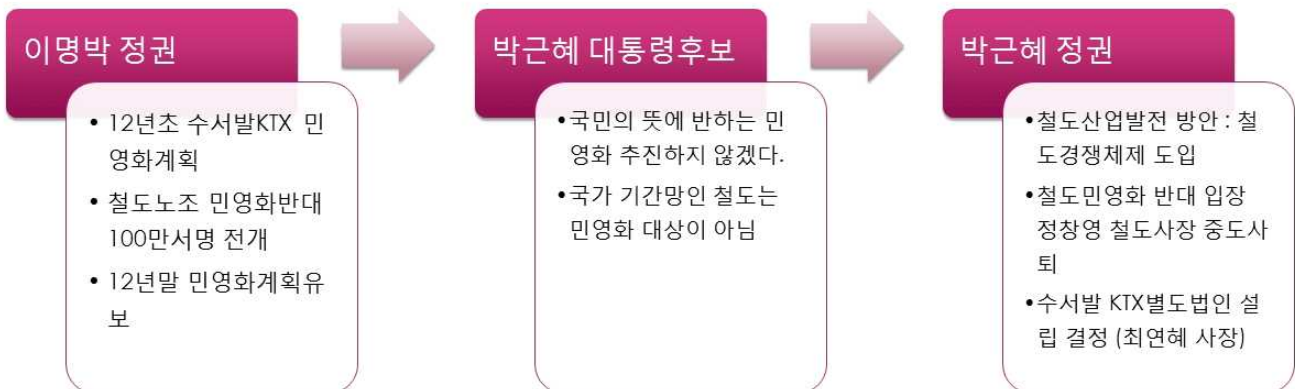 이명박 정권
• 12년초 수서발KTX 민
영화계획
• 철도노조 민영화반대
100만서명 전개
• 12년말 민영화계획유
보
박근혜 대통령후보
•국민의 뜻에 반하는 민
영화 추진하지 않겠다.
•국가 기간망인 철도는
민영화 대상이 아님
박근혜 정권
•철도산업발전 방안 : 철
도경쟁체제 도입
•철도민영화 반대 입장
정창영 철도사장 중도사
퇴
•수서발 KTX별도법인 설
립 결정 (최연혜 사장)